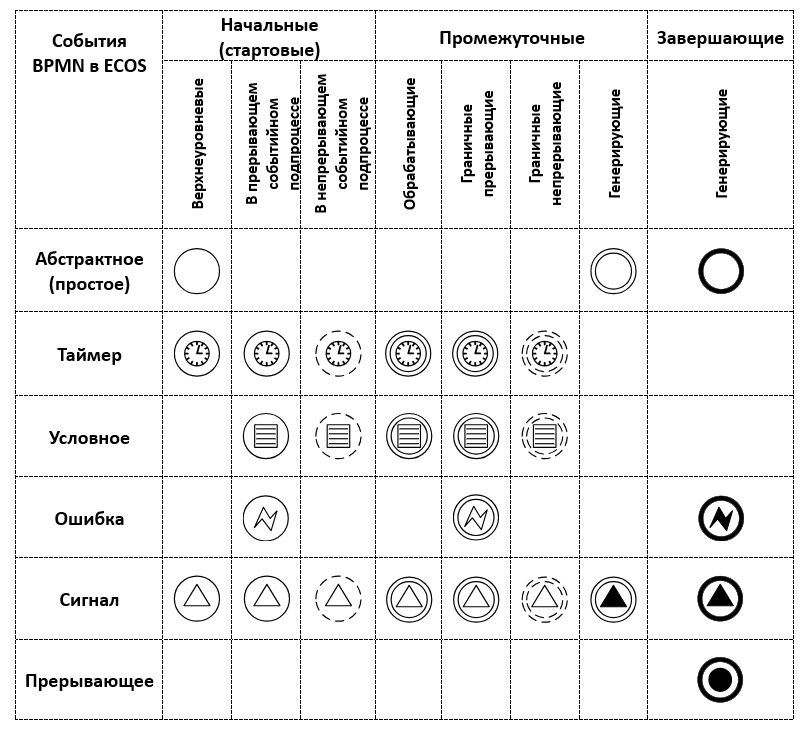 События
BPMN в ECOS
Начальные
(стартовые)
Промежуточные
Завершающие
Верхнеуровневые
В прерывающем
событийном
подпроцессе
В непрерывающем
событийном
подпроцессе
Обрабатывающие
Граничные
прерывающие
Граничные
непрерывающие
Генерирующие
Генерирующие
Абстрактное
(простое)
Таймер
Условное
Ошибка
Сигнал
Прерывающее